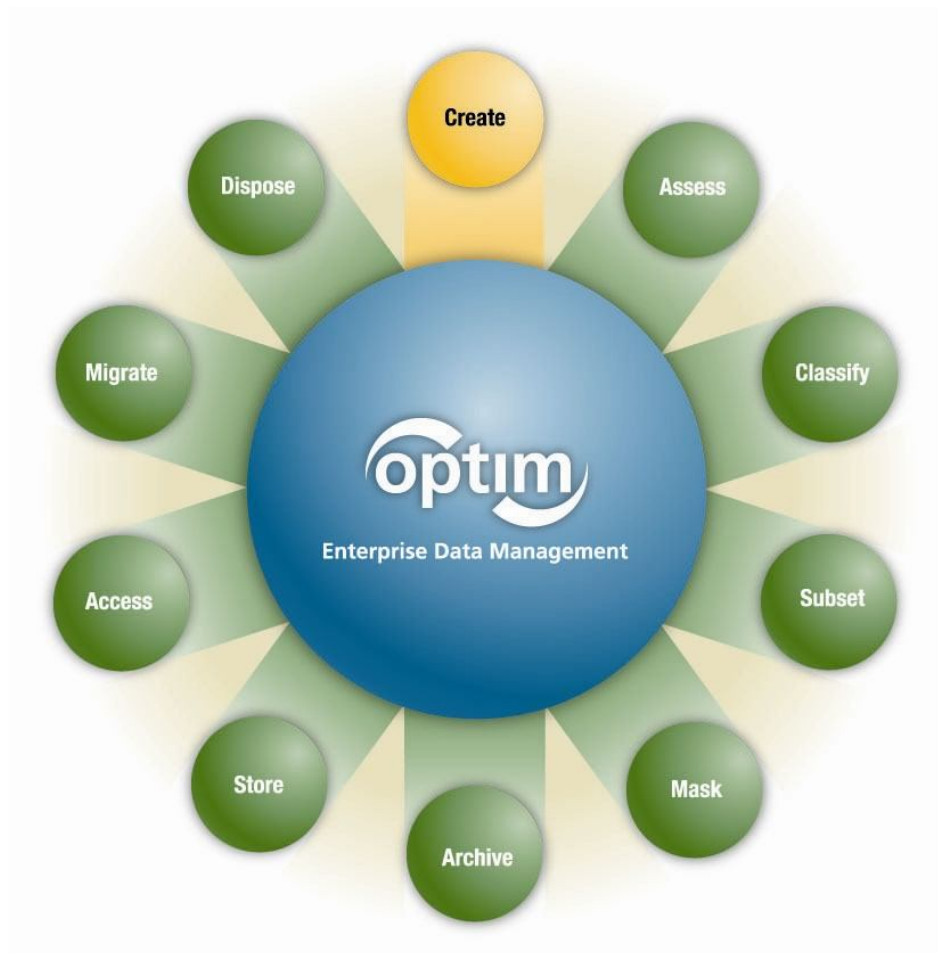 Create
Dispose
Assess
Migrate
Classify
optim
Enterprise Data Management
Access
Subset
Store
Mask
Archive